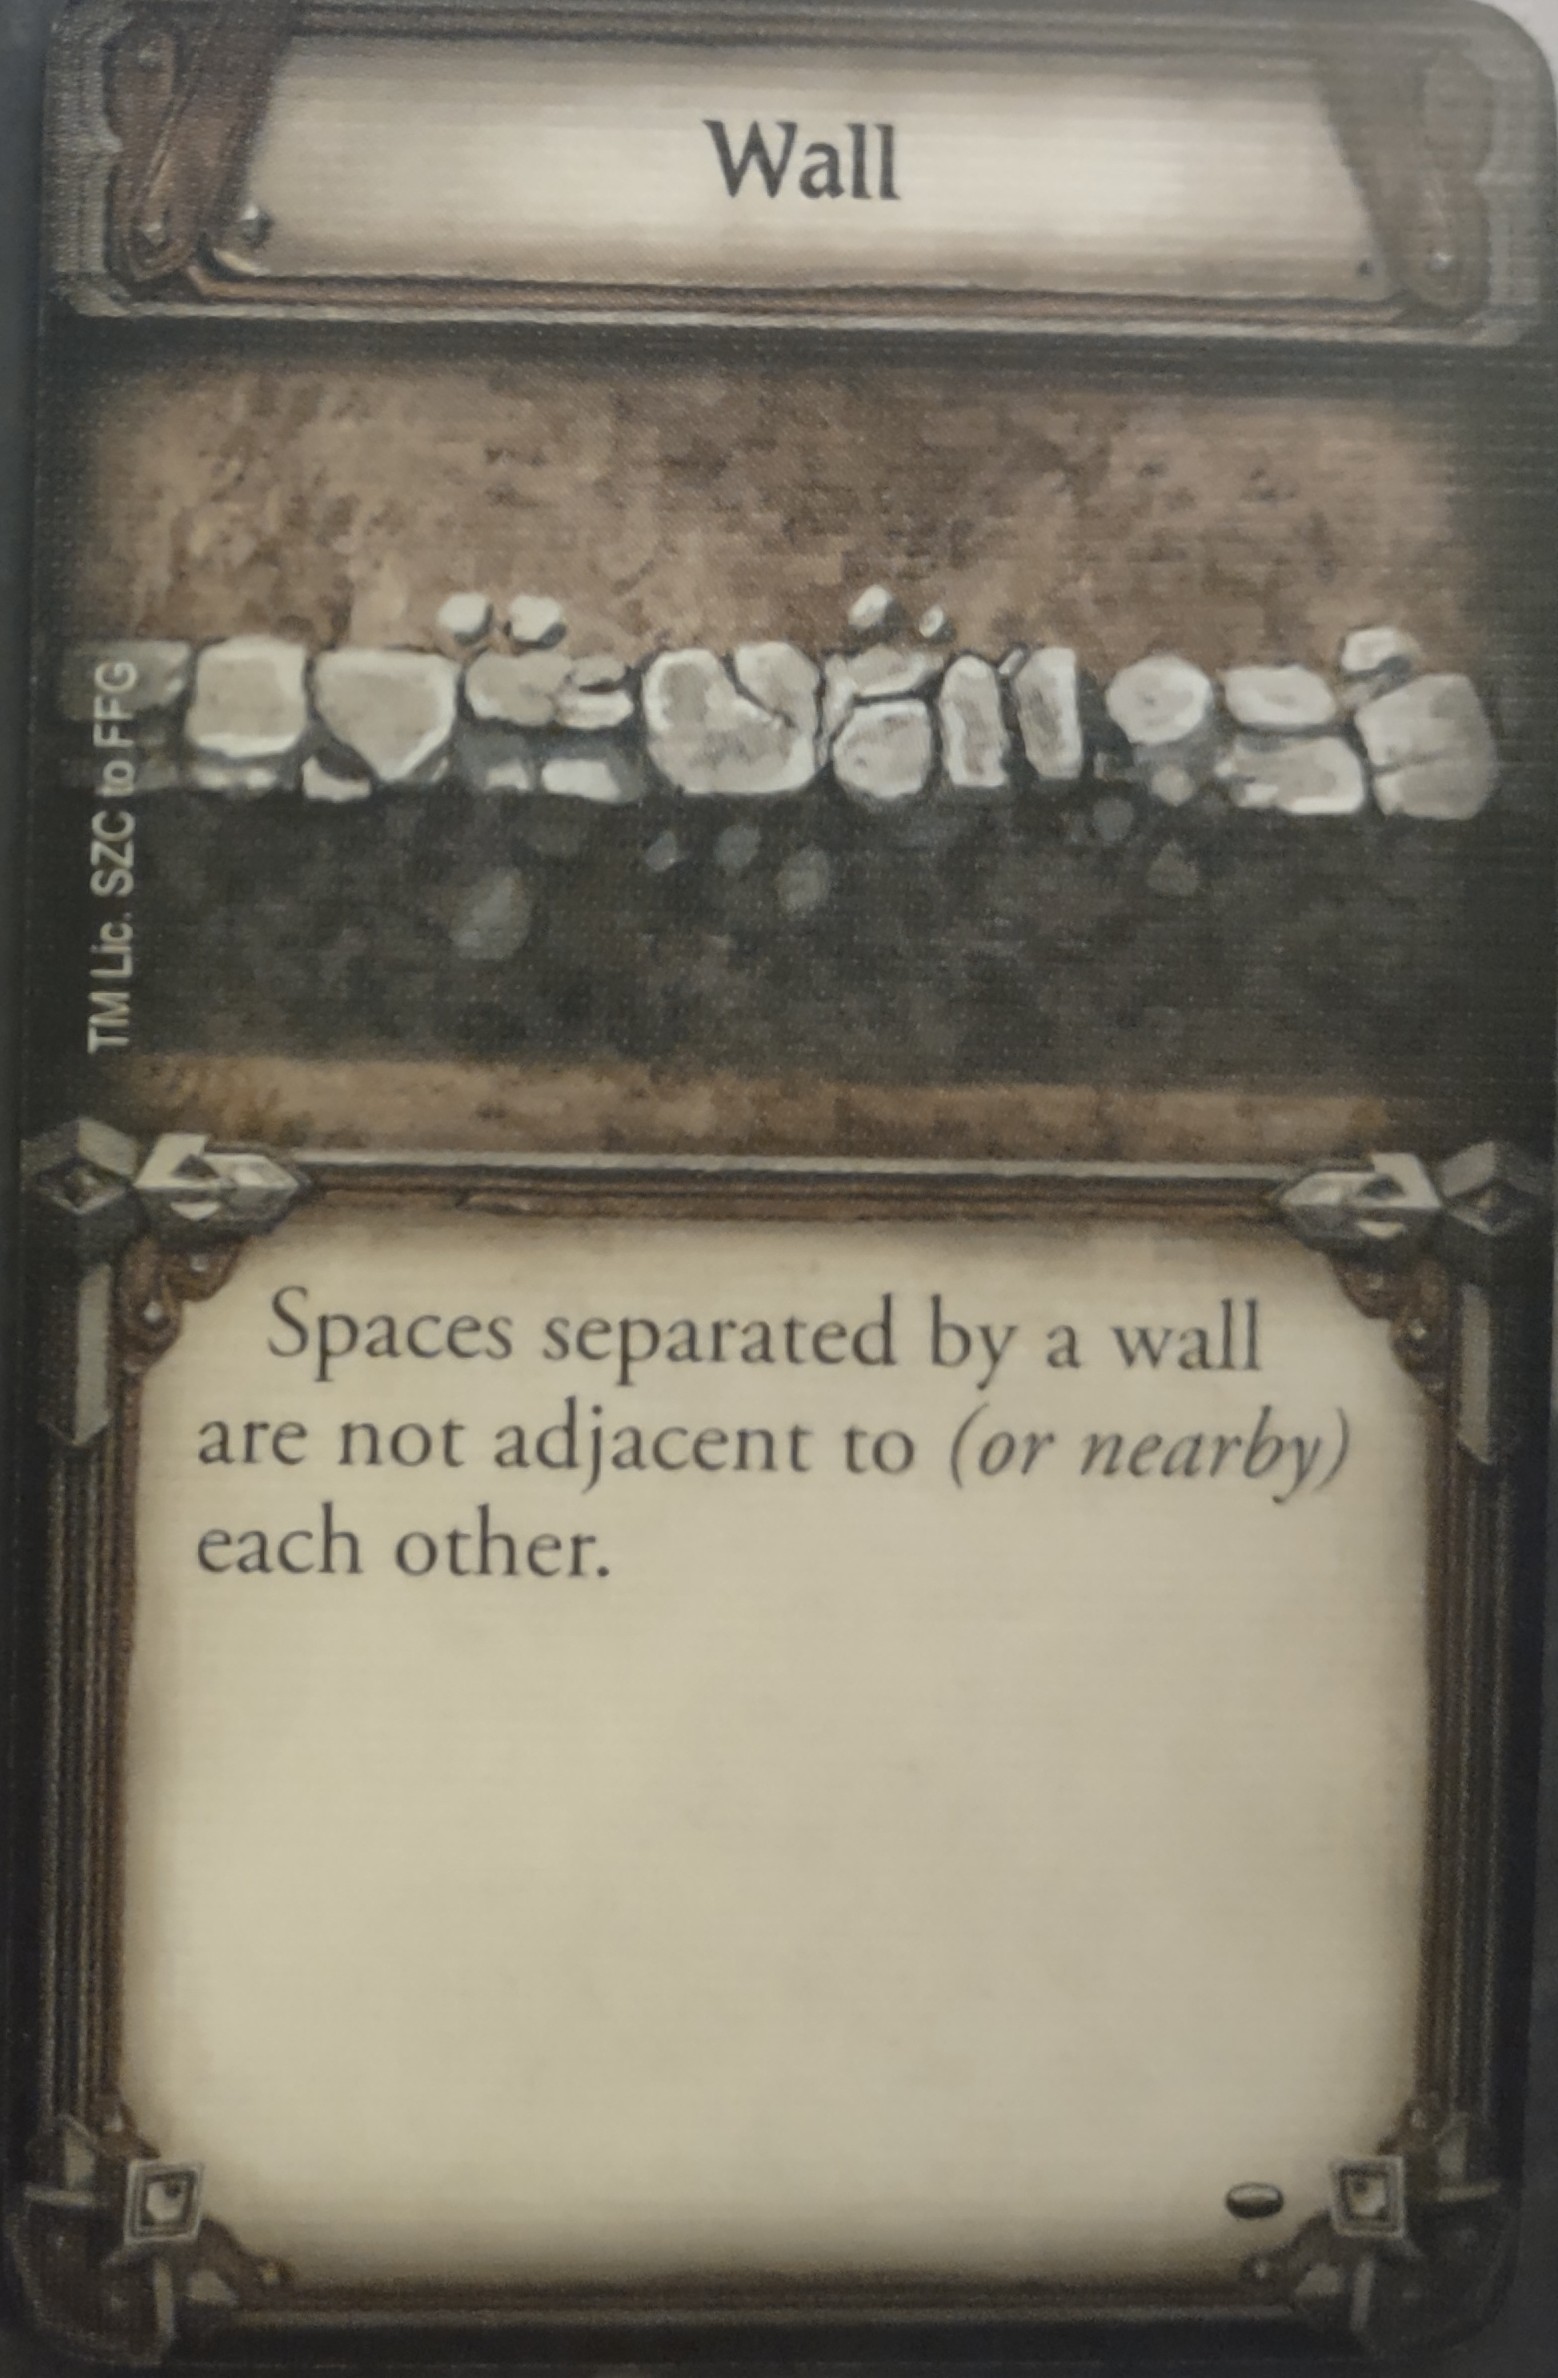 Wall
TM Lic. SZC to FFG
Spaces separated by a wall
are not adjacent to (or nearby)
each other.